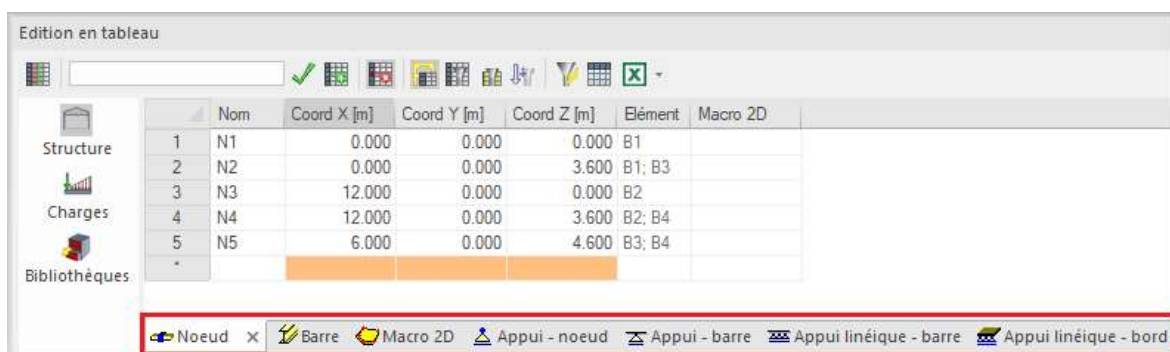 Edition en tableau
Nom Coord X [m] Coord Y [m] Coord Z [m] Elément Macro 2D
Structure
1 N1 0.000 0.000 0.000 B1
2 N2 0.000 0.000 3.600 B1; B3
3 N3 12.000 0.000 0.000 B2
Charges
4 N4 12.000 0.000 3.600 B2; B4
5 N5 6.000 0.000 4.600 B3; B4
*
Bibliothèques
Noeud × Barre Macro 2D Appui - noeud Appui - barre Appui linéique - barre Appui linéique - bord